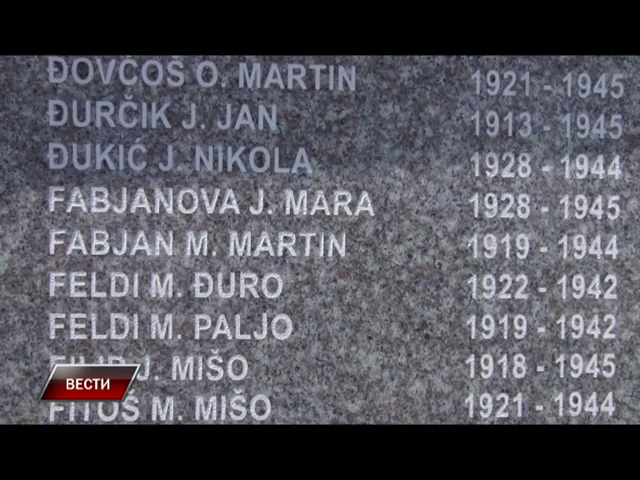 ĐOVČOŠ O. MARTIN 1921 - 1945
ĐURČIK J. JAN 1913 - 1945
ĐUKIĆ J. NIKOLA 1928 - 1944
FABJANOVA J. MARA 1928 - 1945
FABJAN M. MARTIN 1919 - 1944
FELDI M. ĐURO 1922 - 1942
FELDI M. PALJO 1919 - 1942
J. MIŠO 1918 - 1945
ВЕСТИ
FITOŠ M. MIŠO 1921 - 1944